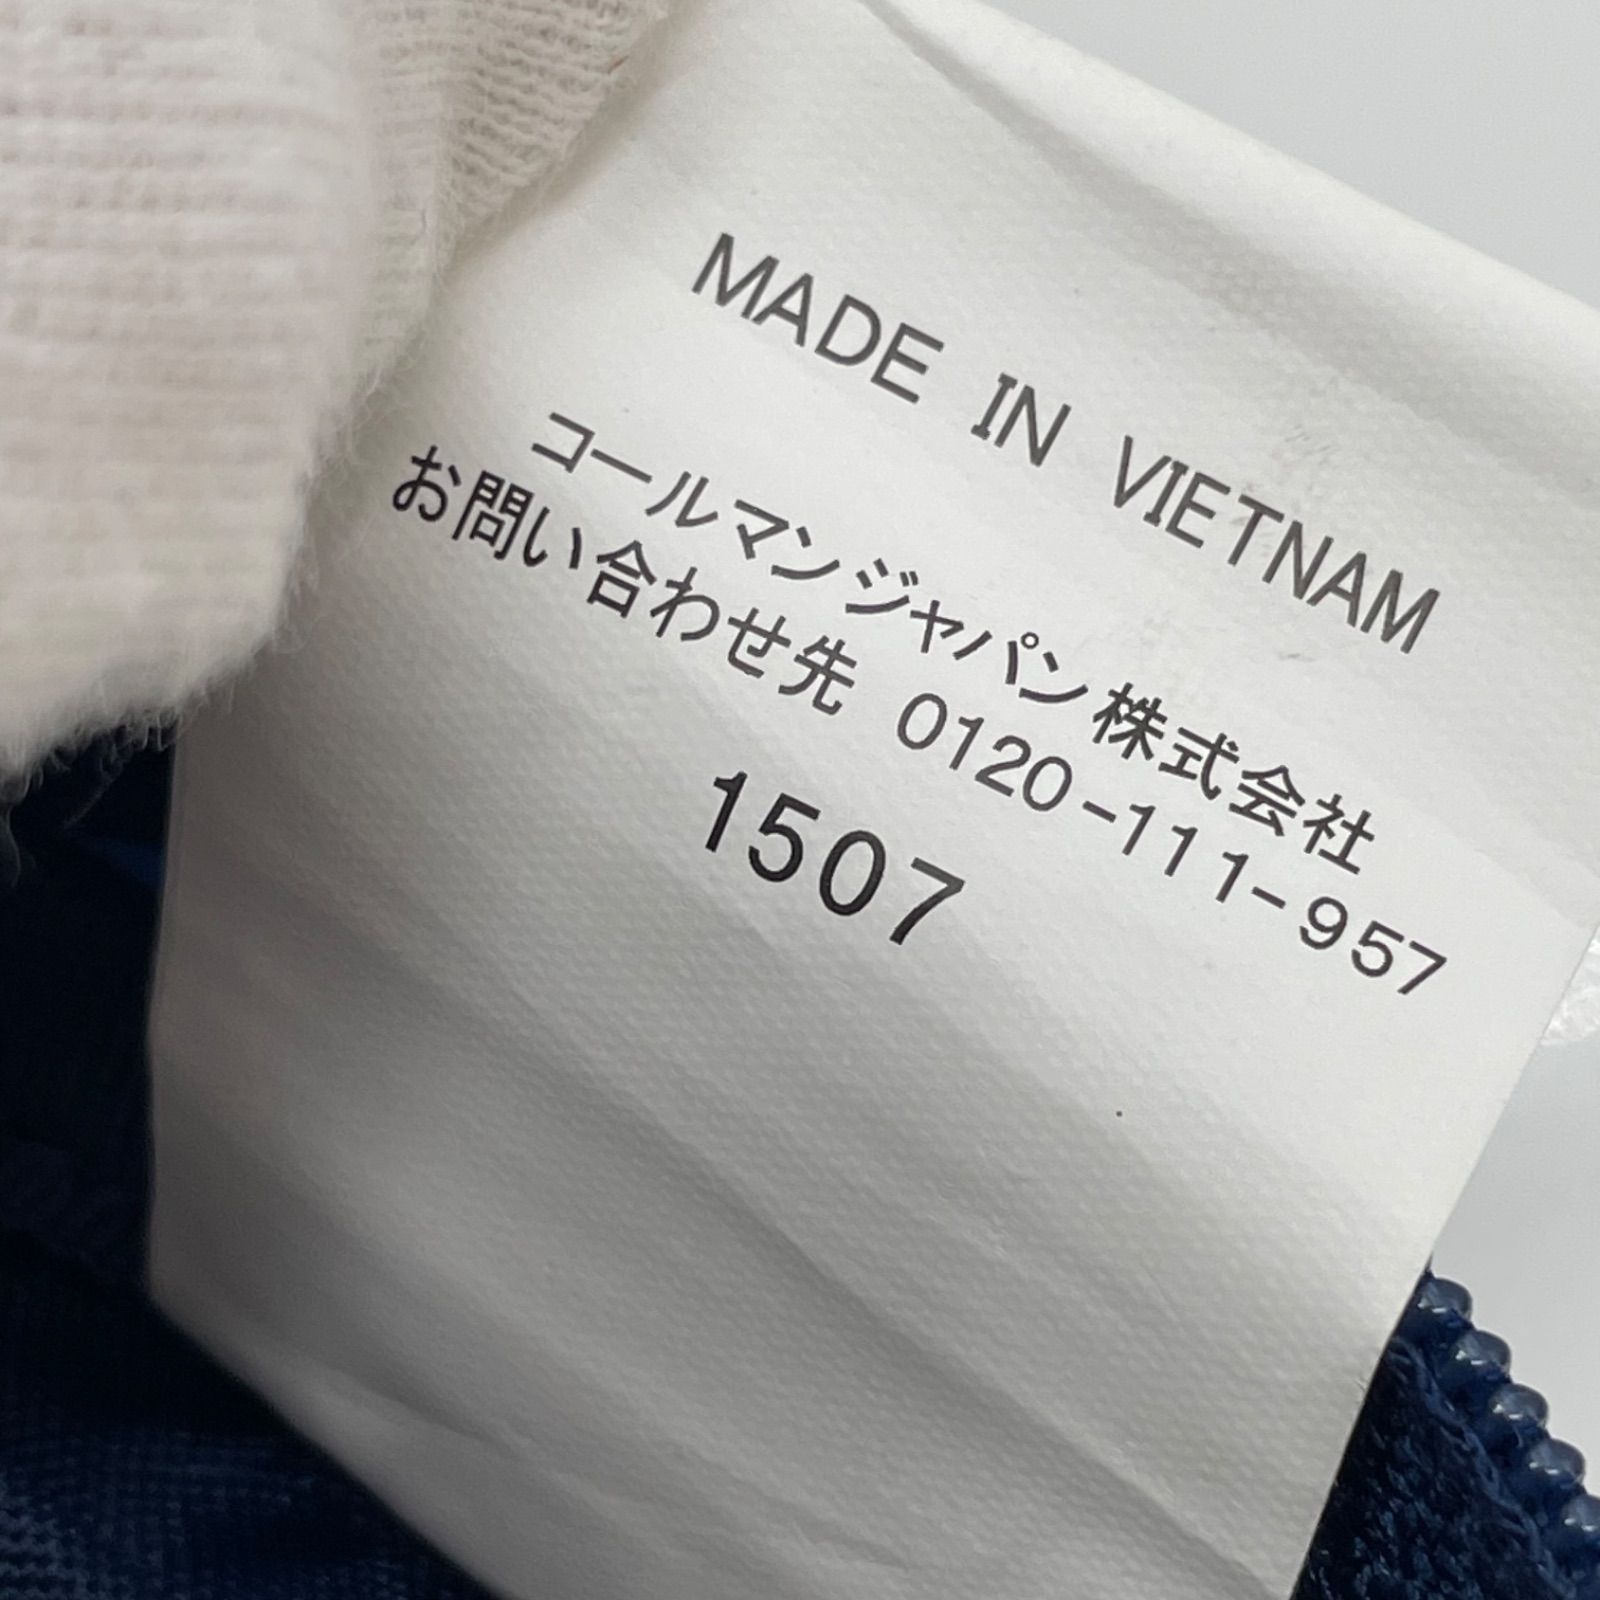 MADE IN VIETNAM
コールマンジャパン株式会社
お問い合わせ先 0120-111-957
1507